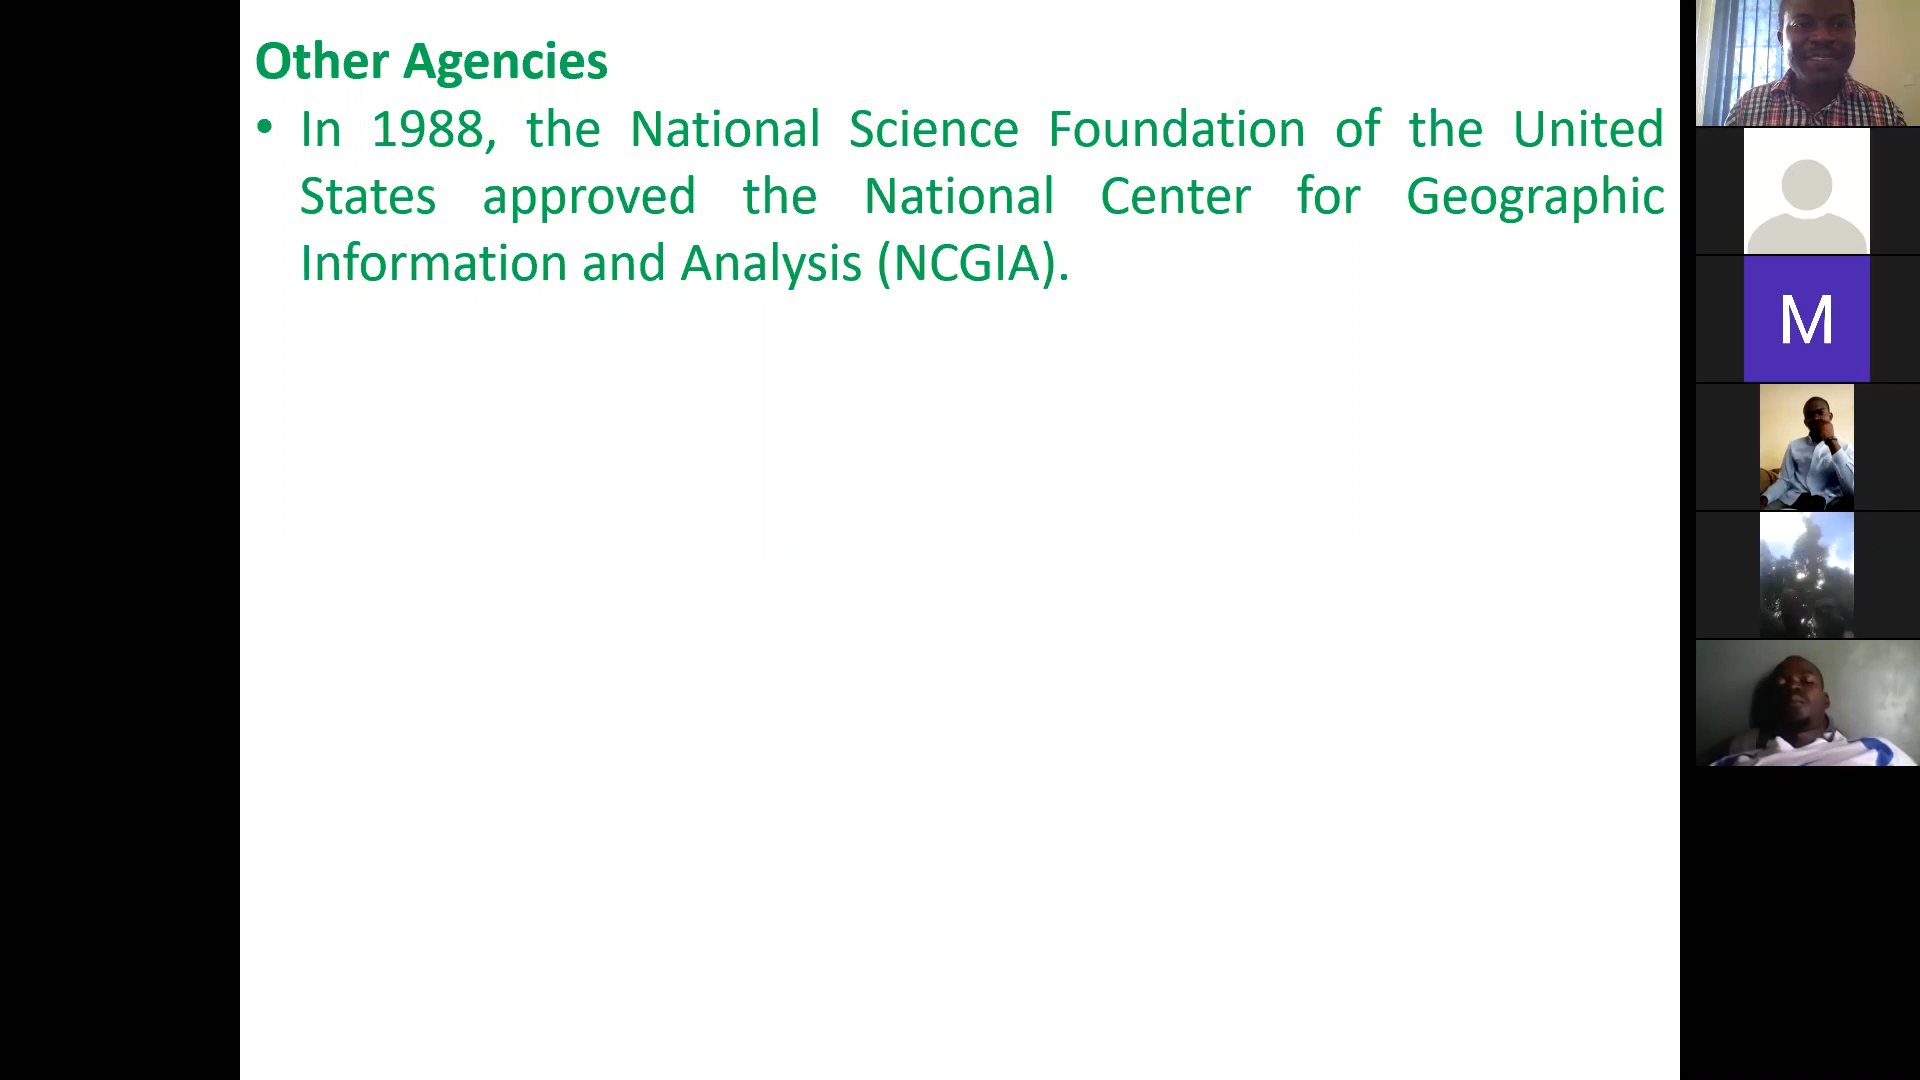 Other Agencies
• In 1988, the National Science Foundation of the United
States approved the National Center for Geographic
Information and Analysis (NCGIA).
M